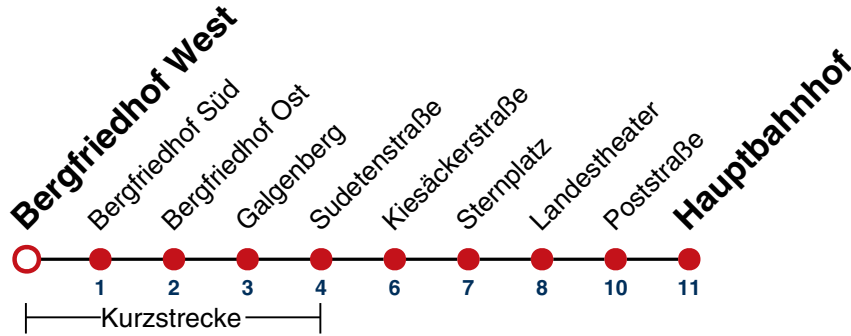 Bergfriedhof West
Bergfriedhof Süd
Bergfriedhof Ost
Galgenberg
Sudetenstraße
Kiesäckerstraße
Sternplatz
Landestheater
Poststraße
Hauptbahnhof
1 2 3 4 6 7 8 10 11
Kurzstrecke